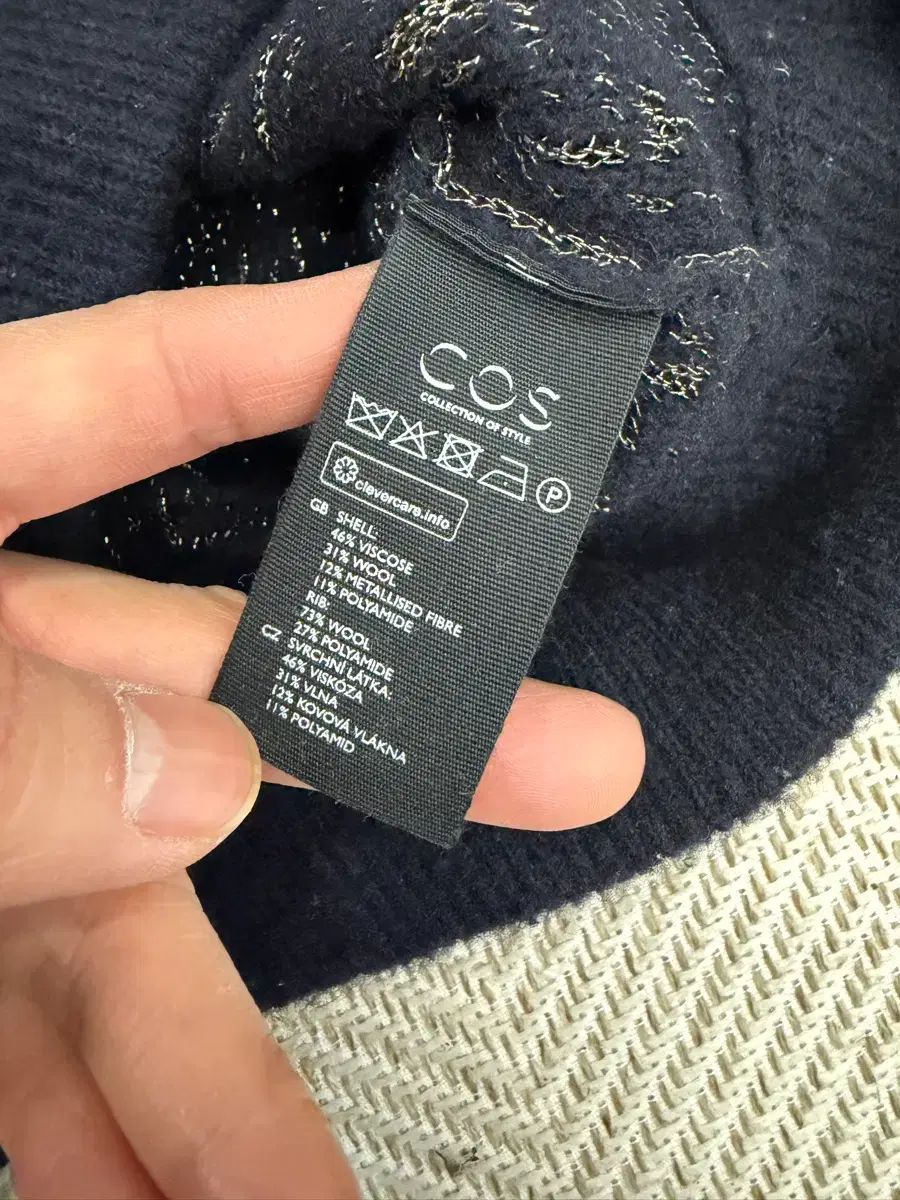 COS
COLLECTION OF STYLE
P
clevercare.info
GB SHELL:
46% VISCOSE
31% WOOL
12% METALLISED FIBRE
11% POLYAMIDE
RIB:
73% WOOL
27% POLYAMIDE
CZ SVRCHNÍ LÁTKA:
46% VISKÓZA
31% VLNA
12% KOVOVÁ VLÁKNA
11% POLYAMID